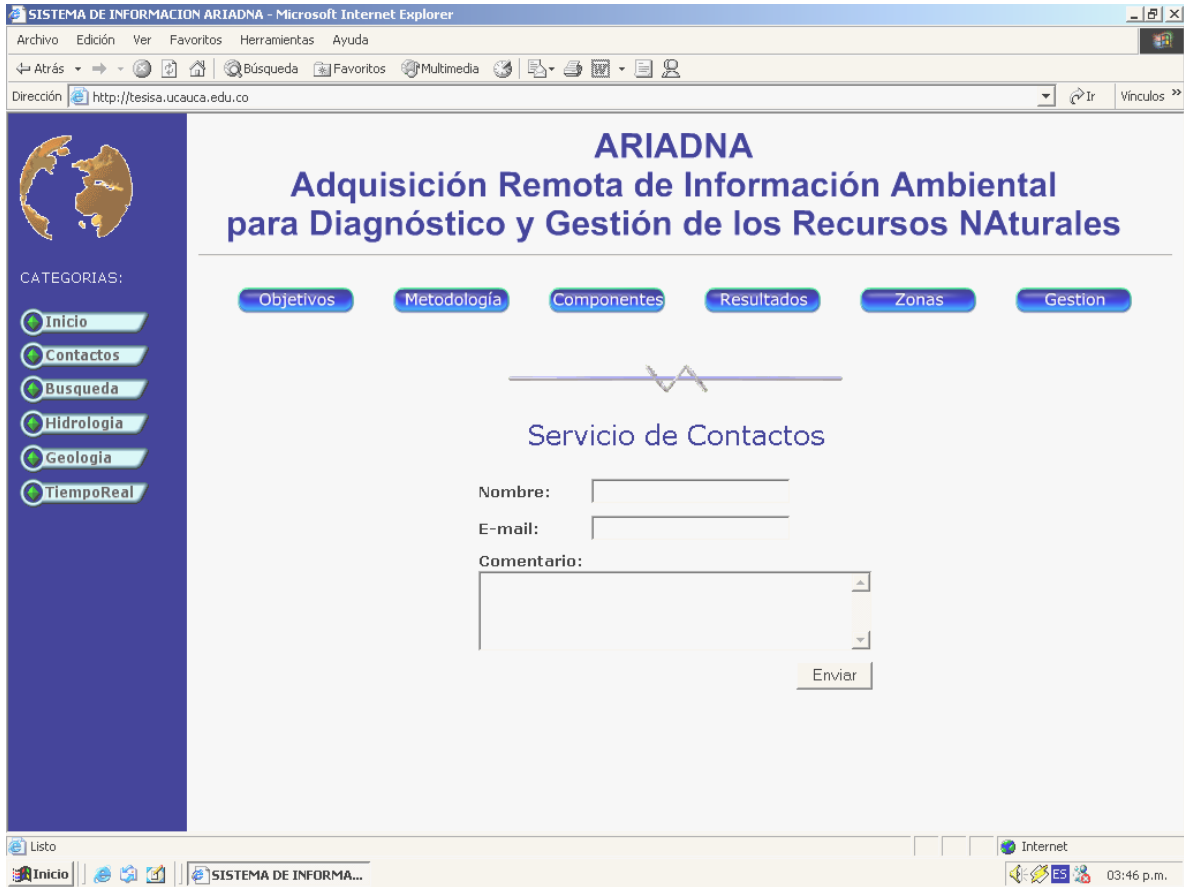 SISTEMA DE INFORMACION ARIADNA - Microsoft Internet Explorer
Archivo Edición Ver Favoritos Herramientas Ayuda
Atrás Búsqueda Favoritos Multimedia
Dirección http://tesisa.ucauca.edu.co Ir Vínculos »
ARIADNA
Adquisición Remota de Información Ambiental
para Diagnóstico y Gestión de los Recursos NAturales
CATEGORIAS:
Inicio
Contactos
Busqueda
Hidrologia
Geologia
TiempoReal
Objetivos Metodología Componentes Resultados Zonas Gestion
Servicio de Contactos
Nombre:
E-mail:
Comentario:
Enviar
Listo Internet
Inicio SISTEMA DE INFORMA... ES 03:46 p.m.